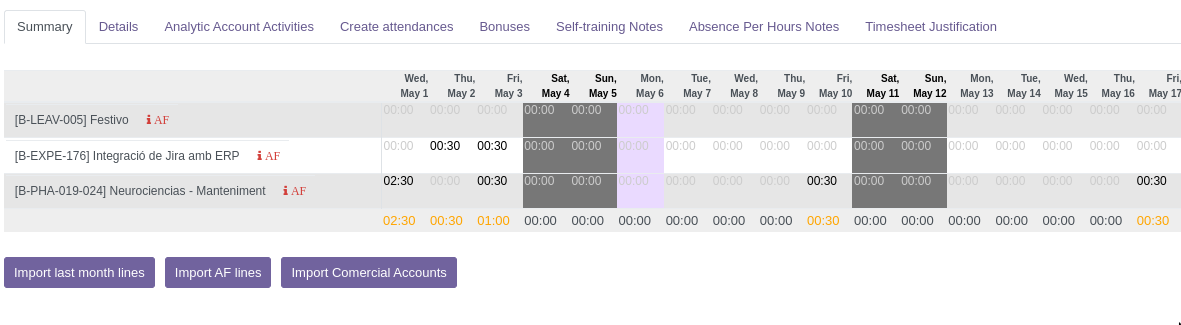 Summary Details Analytic Account Activities Create attendances Bonuses Self-training Notes Absence Per Hours Notes Timesheet Justification
Wed, Thu, Fri, Sat, Sun, Mon, Tue, Wed, Thu, Fri, Sat, Sun, Mon, Tue, Wed, Thu, Fri,
May 1 May 2 May 3 May 4 May 5 May 6 May 7 May 8 May 9 May 10 May 11 May 12 May 13 May 14 May 15 May 16 May 17
[B-LEAV-005] Festivo AF 00:00 00:00 00:00 00:00 00:00 00:00 00:00 00:00 00:00 00:00 00:00 00:00 00:00 00:00 00:00 00:00 00:00
[B-EXPE-176] Integració de Jira amb ERP AF 00:00 00:30 00:30 00:00 00:00 00:00 00:00 00:00 00:00 00:00 00:00 00:00 00:00 00:00 00:00 00:00 00:00
[B-PHA-019-024] Neurociencias - Manteniment AF 02:30 00:00 00:30 00:00 00:00 00:00 00:00 00:00 00:00 00:30 00:00 00:00 00:00 00:00 00:00 00:00 00:30
02:30 00:30 01:00 00:00 00:00 00:00 00:00 00:00 00:00 00:30 00:00 00:00 00:00 00:00 00:00 00:00 00:30
Import last month lines Import AF lines Import Comercial Accounts